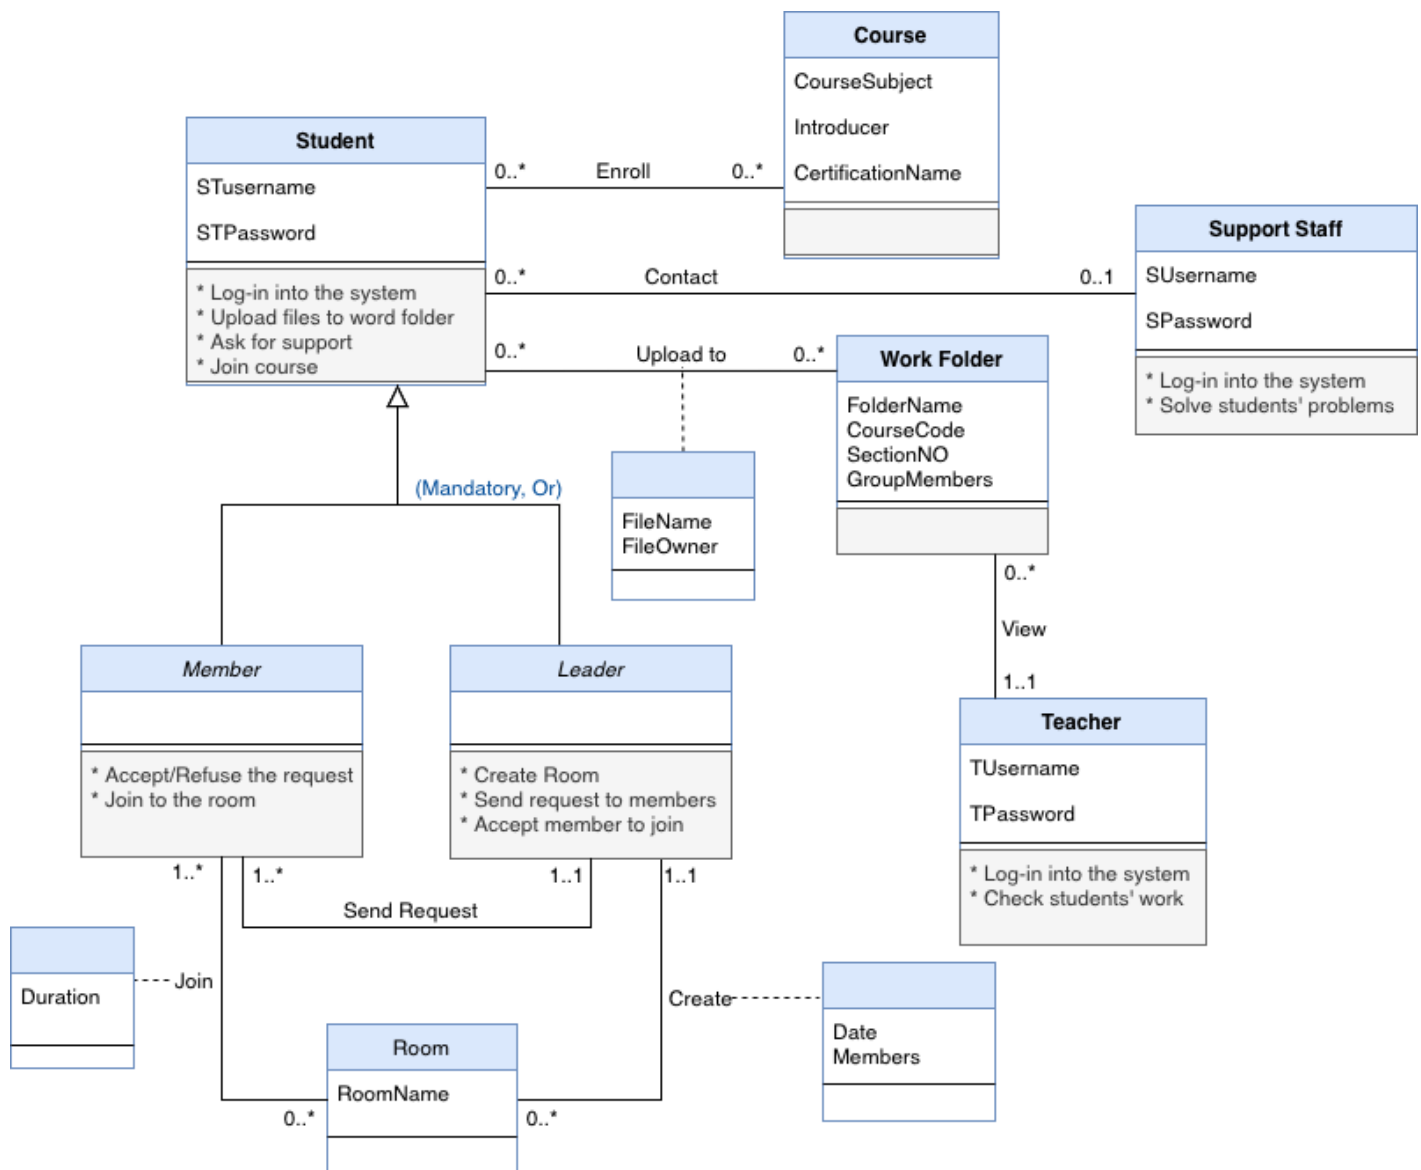 Course
CourseSubject
Introducer
CertificationName
Student
STusername
STPassword
* Log-in into the system
* Upload files to word folder
* Ask for support
* Join course
0..* Enroll 0..*
Support Staff
SUsername
SPassword
* Log-in into the system
* Solve students' problems
0..* Contact 0..1
0..* Upload to 0..*
Work Folder
FolderName
CourseCode
SectionNO
GroupMembers
(Mandatory, Or)
FileName
FileOwner
0..*
View
1..1
Member
* Accept/Refuse the request
* Join to the room
Leader
* Create Room
* Send request to members
* Accept member to join
Teacher
TUsername
TPassword
* Log-in into the system
* Check students' work
1..* 1..* 1..1 1..1
Send Request
Duration
Join
Create
Date
Members
Room
RoomName
0..* 0..*